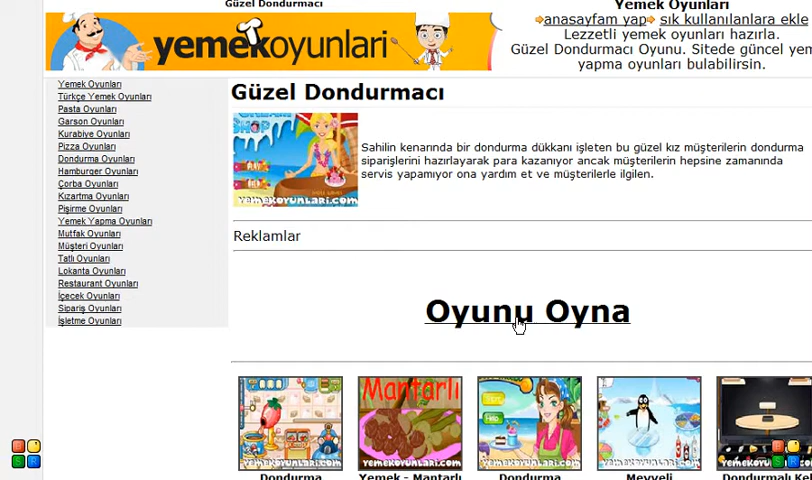 Güzel Dondurmacı
Yemek Oyunları
anasayfam yap sık kullanılanlara ekle
Lezzetli yemek oyunları hazırla.
Güzel Dondurmacı Oyunu. Sitede güncel yem
yapma oyunları bulabilirsin.
yemekoyunlari
Yemek Oyunları
Türkçe Yemek Oyunları
Pasta Oyunları
Garson Oyunları
Kurabiye Oyunları
Pizza Oyunları
Dondurma Oyunları
Hamburger Oyunları
Çorba Oyunları
Kızartma Oyunları
Pişirme Oyunları
Yemek Yapma Oyunları
Mutfak Oyunları
Müşteri Oyunları
Tatlı Oyunları
Lokanta Oyunları
Restaurant Oyunları
İçecek Oyunları
Sipariş Oyunları
İşletme Oyunları
Güzel Dondurmacı
SHOP
YEMEKOYUNLARI.COM
Sahilin kenarında bir dondurma dükkanı işleten bu güzel kız müşterilerin dondurma
siparişlerini hazırlayarak para kazanıyor ancak müşterilerin hepsine zamanında
servis yapamıyor ona yardım et ve müşterilerle ilgilen.
Reklamlar
Oyunu Oyna
Mantarlı
YEMEKOYUNLARI.COM
YEMEKOYUNLARI.COM
YEMEKOYUNLARI.COM
YEMEKOYUNLARI.COM
Dondurma
Yemek - Mantarlı
Dondurma
Meyveli
Dondurmalı Kek